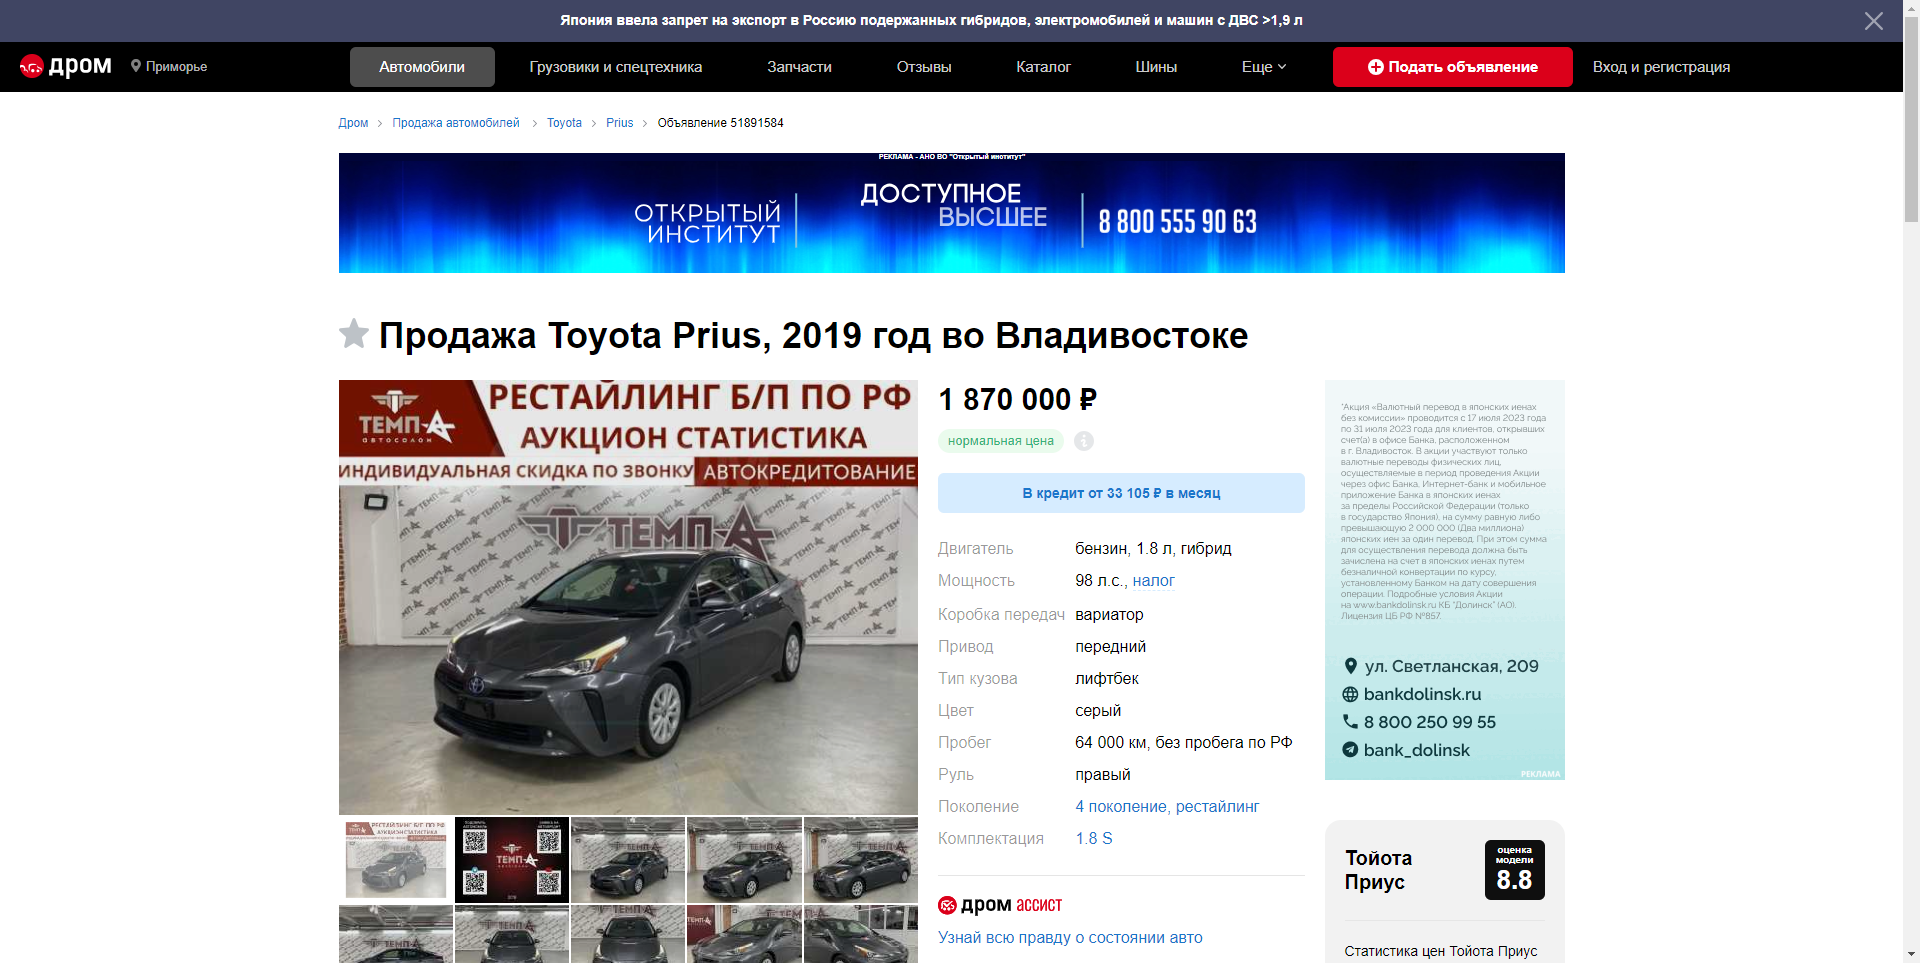 Япония ввела запрет на экспорт в Россию подержанных гибридов, электромобилей и машин с ДВС >1,9 л
дром
Приморье
Автомобили
Грузовики и спецтехника
Запчасти
Отзывы
Каталог
Шины
Еще
Подать объявление
Вход и регистрация
Дром > Продажа автомобилей > Toyota > Prius > Объявление 51891584
РЕКЛАМА - АНО ВО "Открытый институт"
ОТКРЫТЫЙ
ИНСТИТУТ
ДОСТУПНОЕ
ВЫСШЕЕ
8 800 555 90 63
Продажа Toyota Prius, 2019 год во Владивостоке
ТЕМП-А
автосалон
РЕСТАЙЛИНГ Б/П ПО РФ
АУКЦИОН СТАТИСТИКА
ИНДИВИДУАЛЬНАЯ СКИДКА ПО ЗВОНКУ
АВТОКРЕДИТОВАНИЕ
ТЕМП-А
1 870 000 ₽
нормальная цена
В кредит от 33 105 ₽ в месяц
Двигатель бензин, 1.8 л, гибрид
Мощность 98 л.с., налог
Коробка передач вариатор
Привод передний
Тип кузова лифтбек
Цвет серый
Пробег 64 000 км, без пробега по РФ
Руль правый
Поколение 4 поколение, рестайлинг
Комплектация 1.8 S
дром ассист
Узнай всю правду о состоянии авто
*Акция «Валютный перевод в японских иенах
без комиссии» проводится с 17 июля 2023 года
по 31 июля 2023 года для клиентов, открывших
счет(а) в офисе Банка, расположенном
в г. Владивосток. В акции участвуют только
валютные переводы физических лиц,
осуществляемые в период проведения Акции
через офис Банка, Интернет-банк и мобильное
приложение Банка в японских иенах
за пределы Российской Федерации (только
в государство Япония), на сумму равную либо
превышающую 2 000 000 (Два миллиона)
японских иен за один перевод. При этом сумма
для осуществления перевода должна быть
зачислена на счет в японских иенах путем
безналичной конвертации по курсу,
установленному Банком на дату совершения
операции. Подробные условия Акции
на www.bankdolinsk.ru КБ "Долинск" (АО).
Лицензия ЦБ РФ №857.
ул. Светланская, 209
bankdolinsk.ru
8 800 250 99 55
bank_dolinsk
РЕКЛАМА
Тойота
Приус
оценка
модели
8.8
Статистика цен Тойота Приус